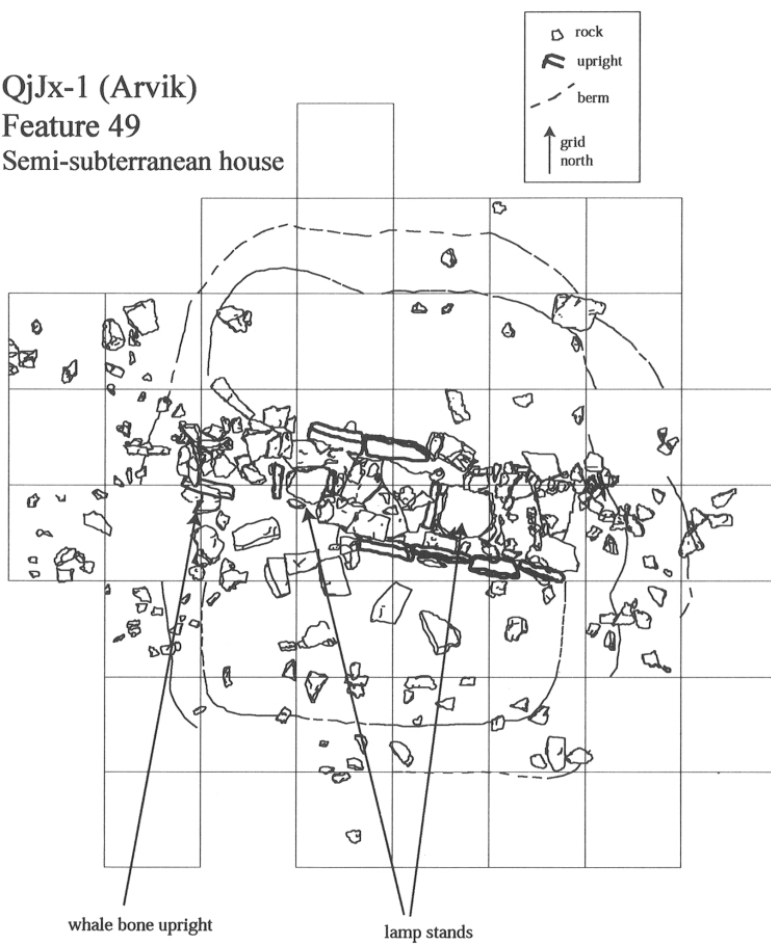 QjJx-1 (Arvik)
Feature 49
Semi-subterranean house
rock
upright
berm
grid
north
whale bone upright
lamp stands